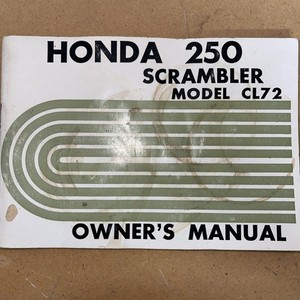 HONDA 250
SCRAMBLER
MODEL CL72
OWNER'S MANUAL